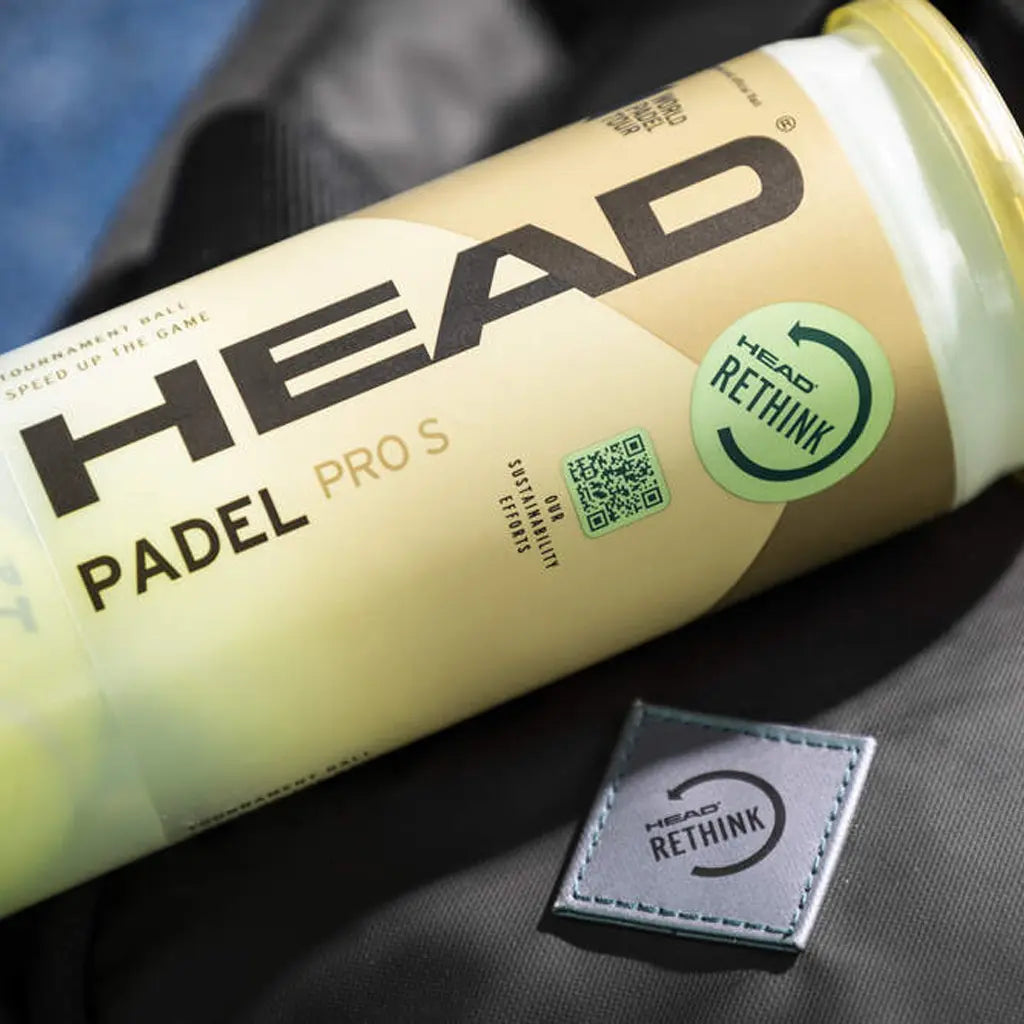 WORLD
PADEL
TOUR
HEAD®
TOURNAMENT BALL
SPEED UP THE GAME
PADEL PRO S
OUR
SUSTAINABILITY
EFFORTS
HEAD
RETHINK
TOURNAMENT BALL
HEAD
RETHINK